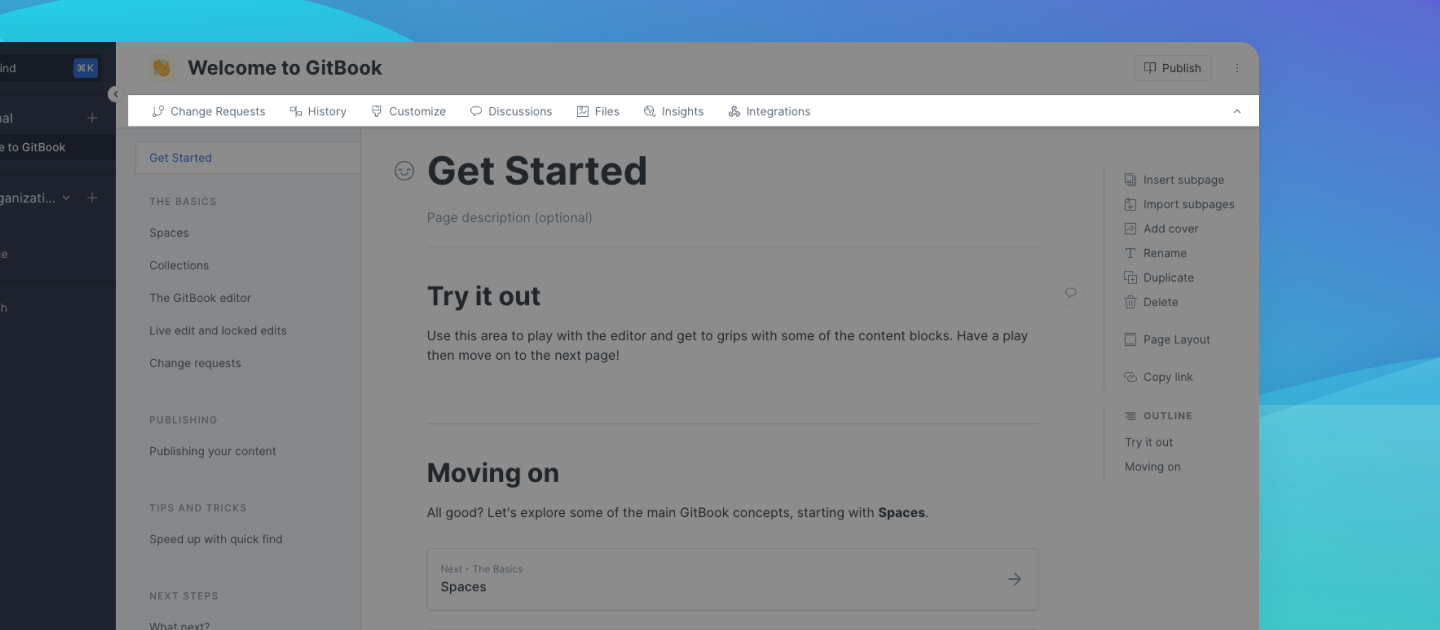 Welcome to GitBook
Publish
⌘K
Change Requests
History
Customize
Discussions
Files
Insights
Integrations
e to GitBook
Get Started
THE BASICS
Spaces
Collections
The GitBook editor
Live edit and locked edits
Change requests
PUBLISHING
Publishing your content
TIPS AND TRICKS
Speed up with quick find
NEXT STEPS
What next?
Get Started
Page description (optional)
Try it out
Use this area to play with the editor and get to grips with some of the content blocks. Have a play
then move on to the next page!
Moving on
All good? Let's explore some of the main GitBook concepts, starting with Spaces.
Next - The Basics
Spaces
Insert subpage
Import subpages
Add cover
Rename
Duplicate
Delete
Page Layout
Copy link
OUTLINE
Try it out
Moving on